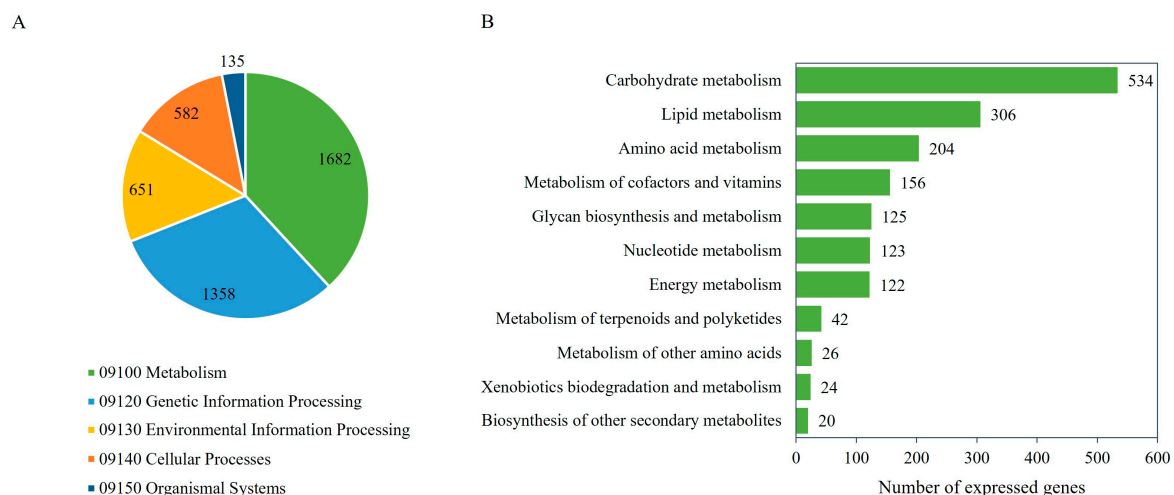 A
135
582
1682
651
1358
09100 Metabolism
09120 Genetic Information Processing
09130 Environmental Information Processing
09140 Cellular Processes
09150 Organismal Systems
B
Carbohydrate metabolism 534
Lipid metabolism 306
Amino acid metabolism 204
Metabolism of cofactors and vitamins 156
Glycan biosynthesis and metabolism 125
Nucleotide metabolism 123
Energy metabolism 122
Metabolism of terpenoids and polyketides 42
Metabolism of other amino acids 26
Xenobiotics biodegradation and metabolism 24
Biosynthesis of other secondary metabolites 20
0 100 200 300 400 500 600
Number of expressed genes